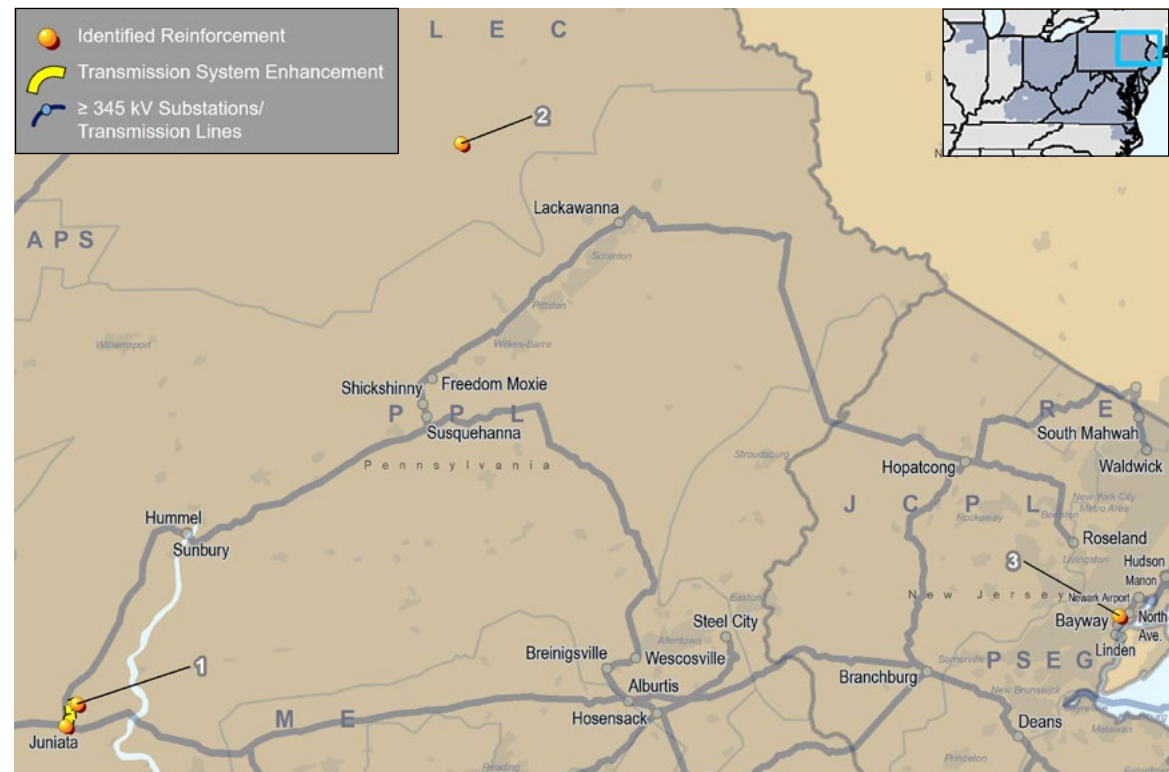 Identified Reinforcement
Transmission System Enhancement
≥ 345 kV Substations/
Transmission Lines
L E C
2
Lackawanna
Scranton
A P S
Pittston
Williamsport
Wilkes-Barre
Shickshinny
Freedom Moxie
P P L
Susquehanna
Pennsylvania
R E
South Mahwah
Stroudsburg
Hopatcong
Waldwick
New York City
Metro Area
J C P L
Rockaway
Boonton
Hummel
Sunbury
Roseland
Livingston
3
Hudson
Marion
New Jersey
Newark Airport
Easton
Steel City
Bayway
North
Ave.
Allentown
Breinigsville
Wescosville
Linden
1
Somerville
P S E G
Branchburg
Alburtis
New Brunswick
M E
Hosensack
Juniata
Deans
Matawan
Princeton
Reading